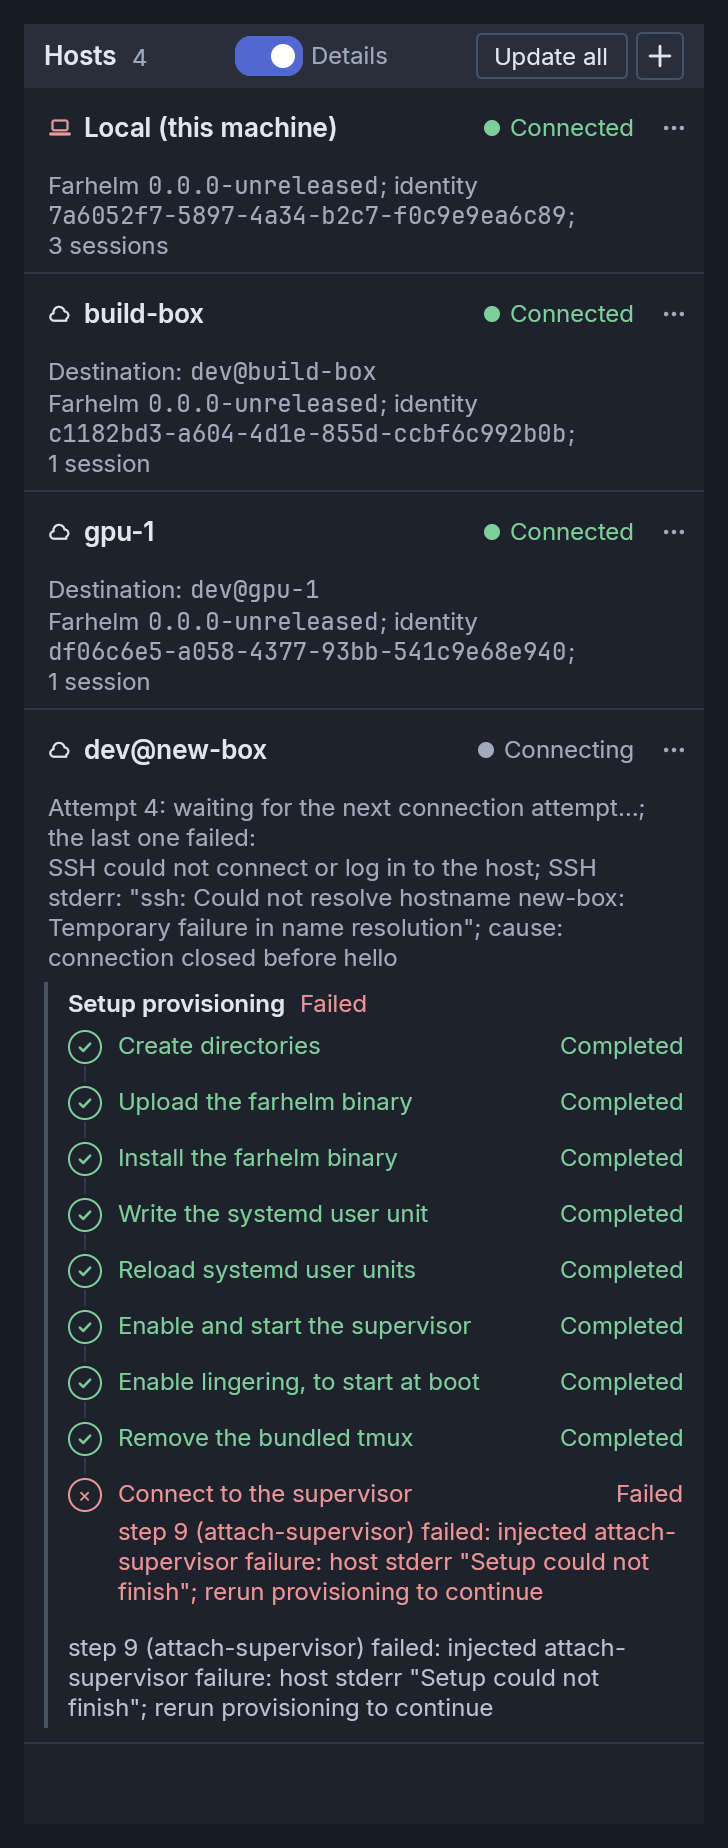 Hosts 4 Details Update all
Local (this machine) Connected
Farhelm 0.0.0-unreleased; identity
7a6052f7-5897-4a34-b2c7-f0c9e9ea6c89;
3 sessions
build-box Connected
Destination: dev@build-box
Farhelm 0.0.0-unreleased; identity
c1182bd3-a604-4d1e-855d-ccbf6c992b0b;
1 session
gpu-1 Connected
Destination: dev@gpu-1
Farhelm 0.0.0-unreleased; identity
df06c6e5-a058-4377-93bb-541c9e68e940;
1 session
dev@new-box Connecting
Attempt 4: waiting for the next connection attempt…;
the last one failed:
SSH could not connect or log in to the host; SSH
stderr: "ssh: Could not resolve hostname new-box:
Temporary failure in name resolution"; cause:
connection closed before hello
Setup provisioning Failed
Create directories Completed
Upload the farhelm binary Completed
Install the farhelm binary Completed
Write the systemd user unit Completed
Reload systemd user units Completed
Enable and start the supervisor Completed
Enable lingering, to start at boot Completed
Remove the bundled tmux Completed
Connect to the supervisor Failed
step 9 (attach-supervisor) failed: injected attach-
supervisor failure: host stderr "Setup could not
finish"; rerun provisioning to continue
step 9 (attach-supervisor) failed: injected attach-
supervisor failure: host stderr "Setup could not
finish"; rerun provisioning to continue